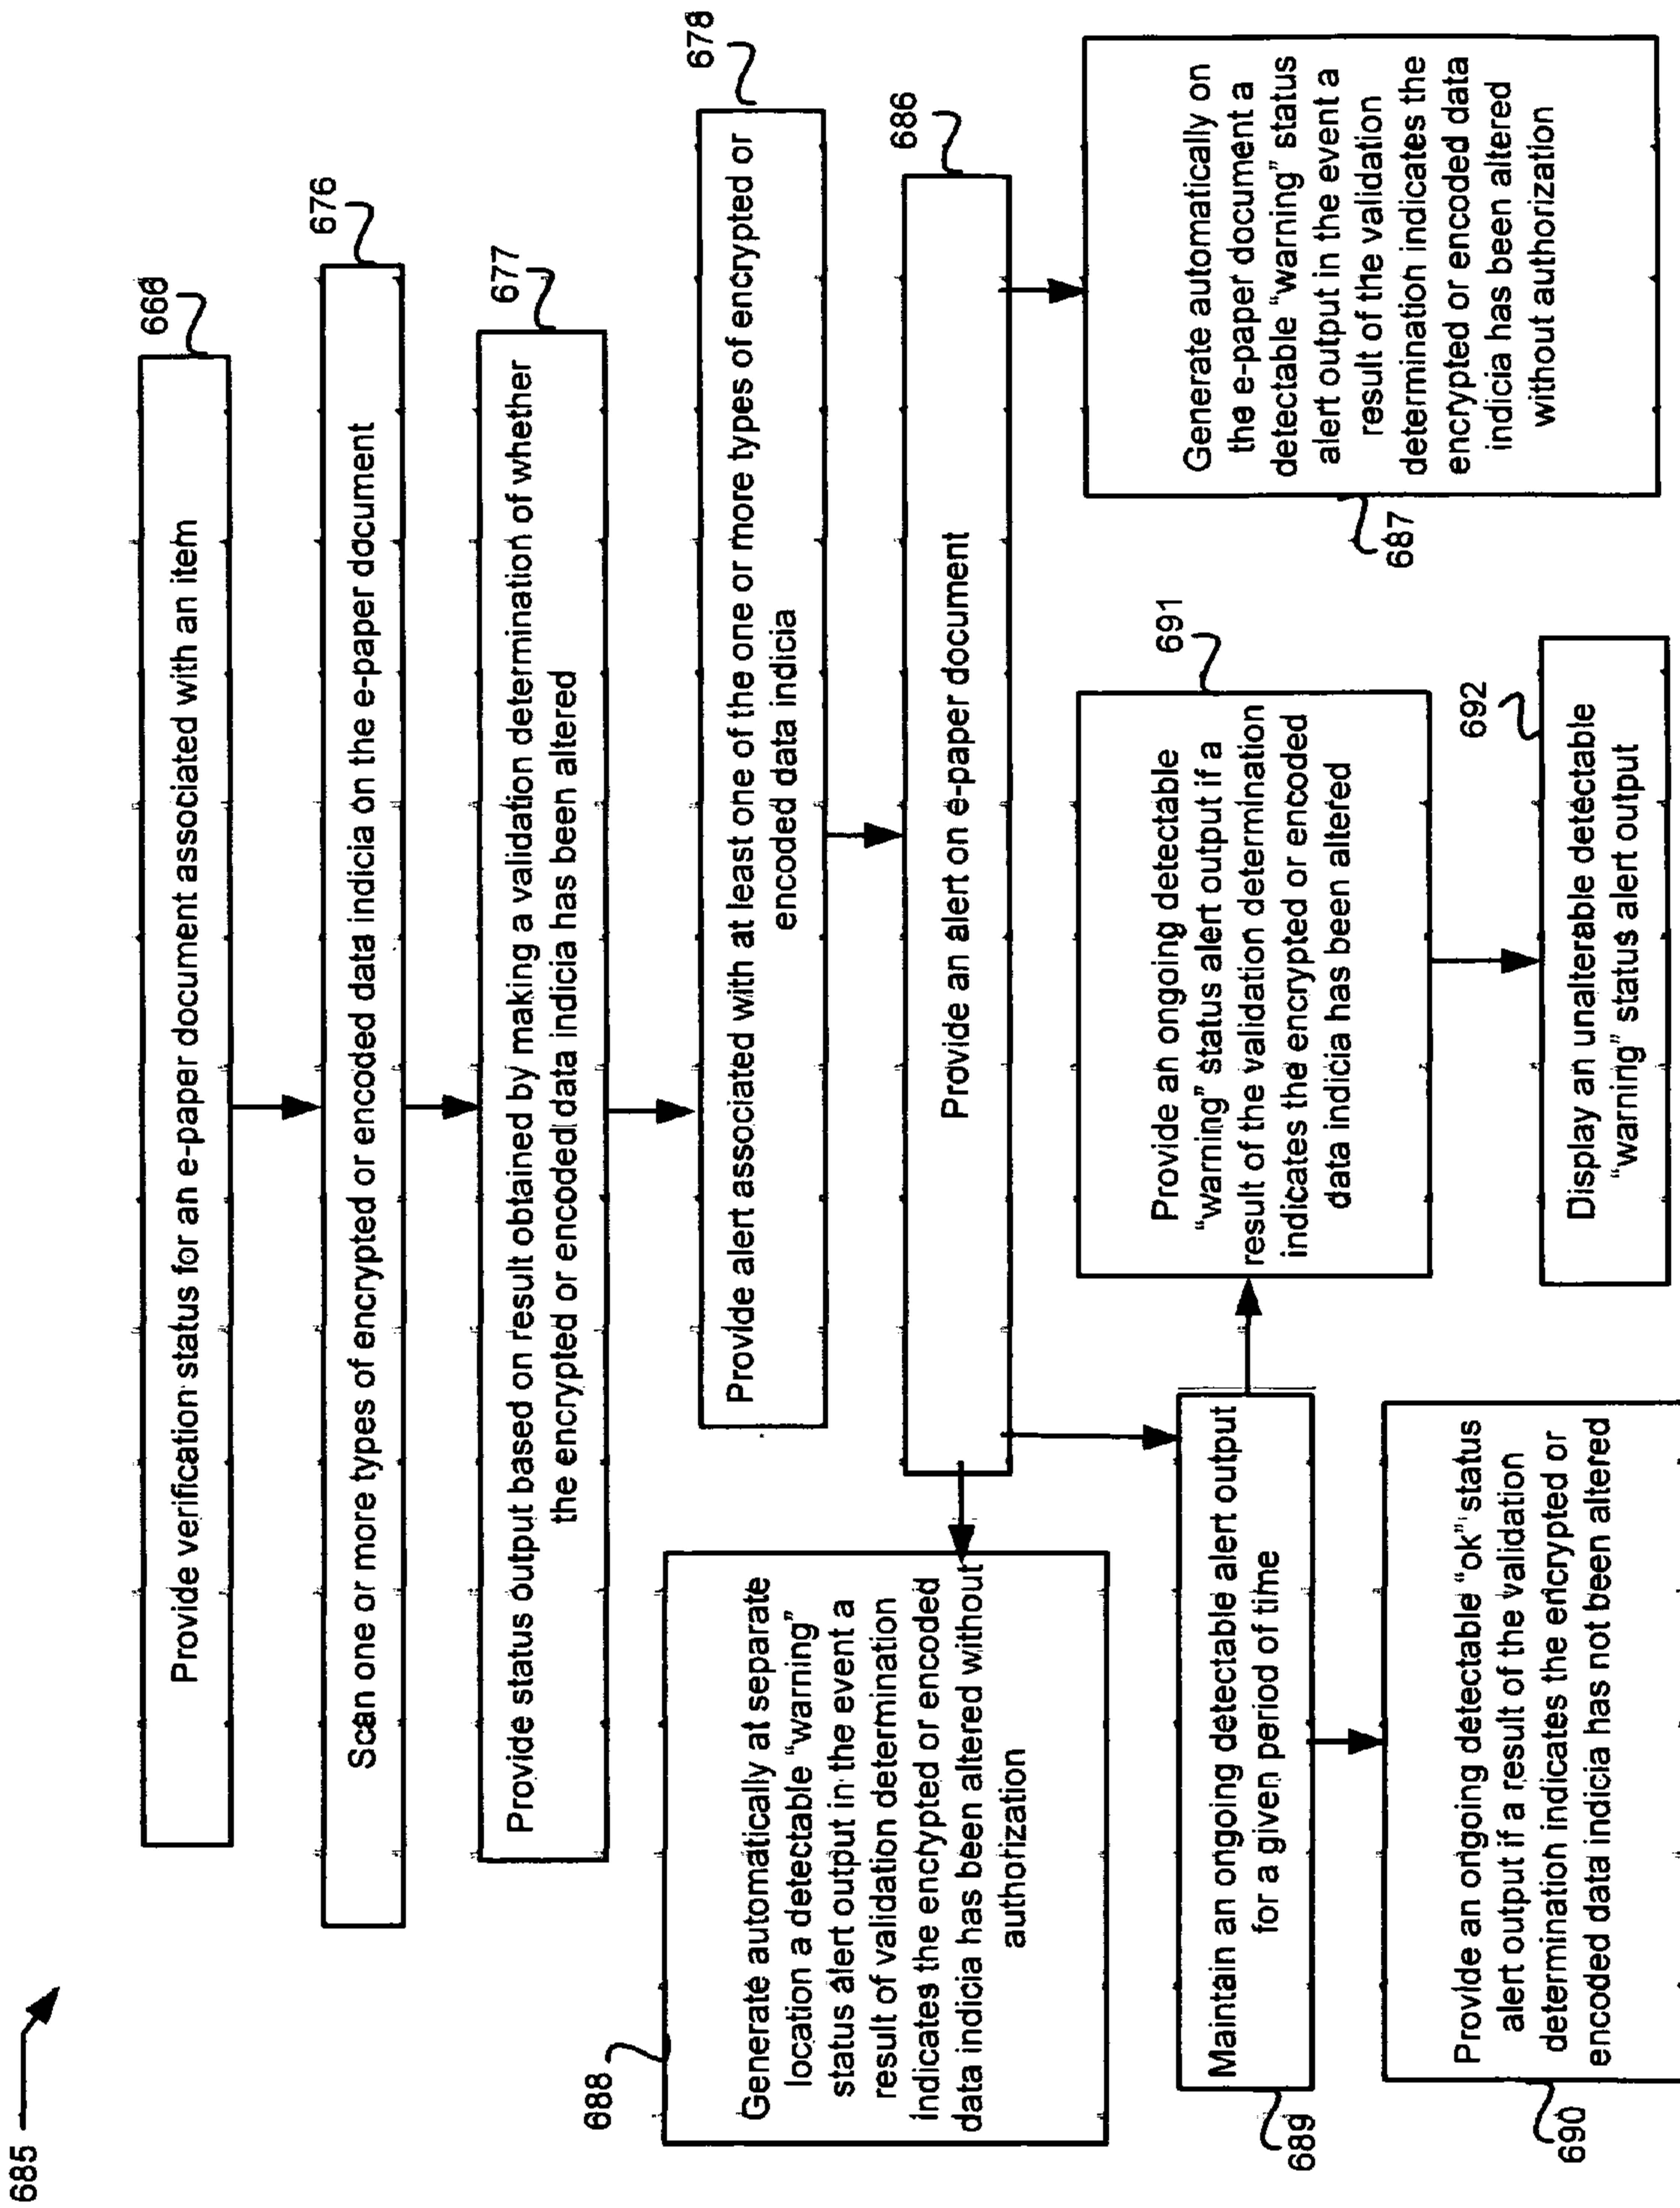 685
666
Provide verification status for an e-paper document associated with an item
676
Scan one or more types of encrypted or encoded data indicia on the e-paper document
677
Provide status output based on result obtained by making a validation determination of whether
the encrypted or encoded data indicia has been altered
678
Provide alert associated with at least one of the one or more types of encrypted or
encoded data indicia
686
Provide an alert on e-paper document
688
Generate automatically at separate
location a detectable “warning”
status alert output in the event a
result of validation determination
indicates the encrypted or encoded
data indicia has been altered without
authorization
Generate automatically on
the e-paper document a
detectable “warning” status
alert output in the event a
result of the validation
determination indicates the
encrypted or encoded data
indicia has been altered
without authorization
687
Maintain an ongoing detectable alert output
for a given period of time
689
691
Provide an ongoing detectable
“warning” status alert output if a
result of the validation determination
indicates the encrypted or encoded
data indicia has been altered
Provide an ongoing detectable “ok” status
alert output if a result of the validation
determination indicates the encrypted or
encoded data indicia has not been altered
690
692
Display an unalterable detectable
“warning” status alert output